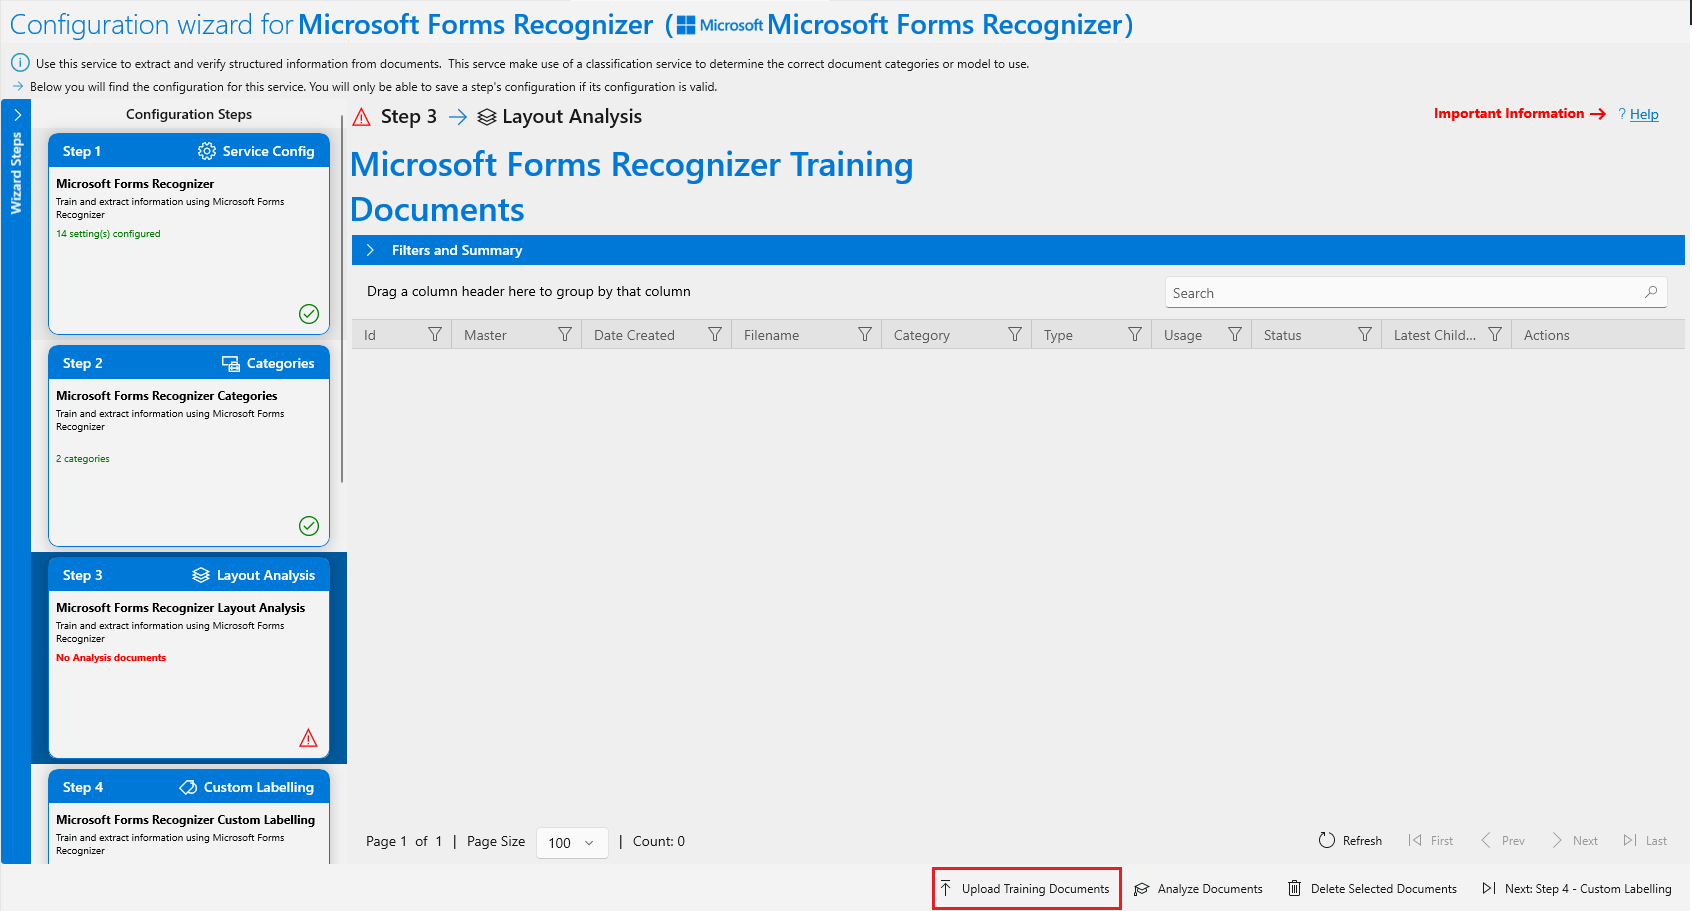 Configuration wizard for Microsoft Forms Recognizer ( Microsoft Microsoft Forms Recognizer)
Use this service to extract and verify structured information from documents. This servce make use of a classification service to determine the correct document categories or model to use.
Below you will find the configuration for this service. You will only be able to save a step's configuration if its configuration is valid.
Wizard Steps
Configuration Steps
Step 1 Service Config
Microsoft Forms Recognizer
Train and extract information using Microsoft Forms
Recognizer
14 setting(s) configured
Step 2 Categories
Microsoft Forms Recognizer Categories
Train and extract information using Microsoft Forms
Recognizer
2 categories
Step 3 Layout Analysis
Microsoft Forms Recognizer Layout Analysis
Train and extract information using Microsoft Forms
Recognizer
No Analysis documents
Step 4 Custom Labelling
Microsoft Forms Recognizer Custom Labelling
Train and extract information using Microsoft Forms
Recognizer
Step 3 → Layout Analysis
Important Information → ? Help
Microsoft Forms Recognizer Training
Documents
Filters and Summary
Drag a column header here to group by that column
Search
Id Master Date Created Filename Category Type Usage Status Latest Child... Actions
Page 1 of 1 | Page Size 100 | Count: 0
Refresh First Prev Next Last
Upload Training Documents Analyze Documents Delete Selected Documents Next: Step 4 - Custom Labelling